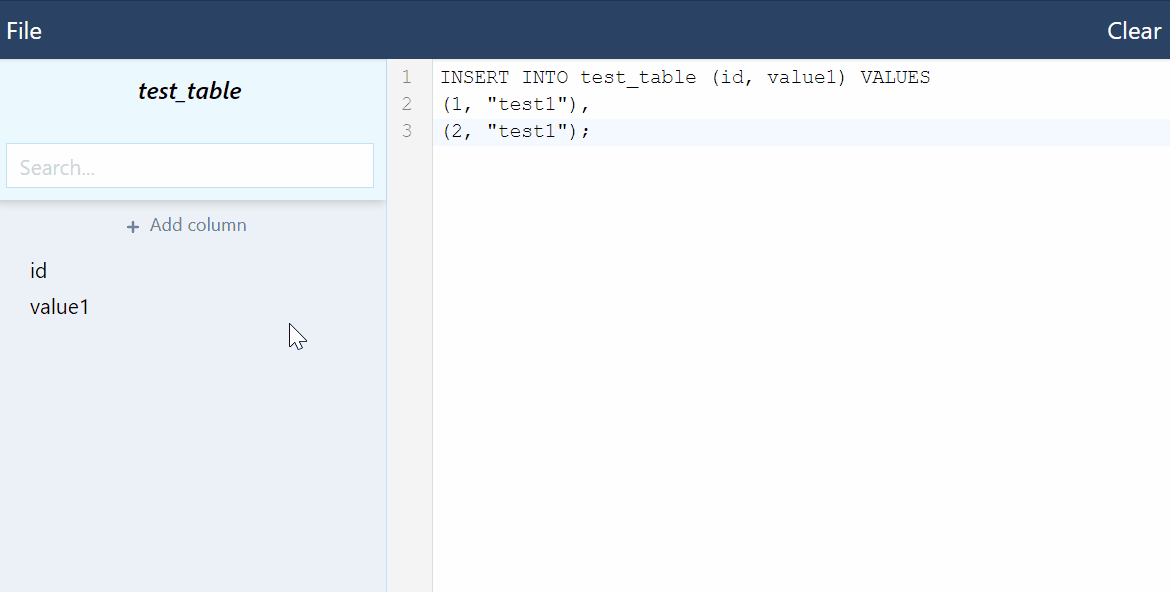 File
Clear
test_table
Search...
+ Add column
id
value1
1 INSERT INTO test_table (id, value1) VALUES
2 (1, "test1"),
3 (2, "test1");